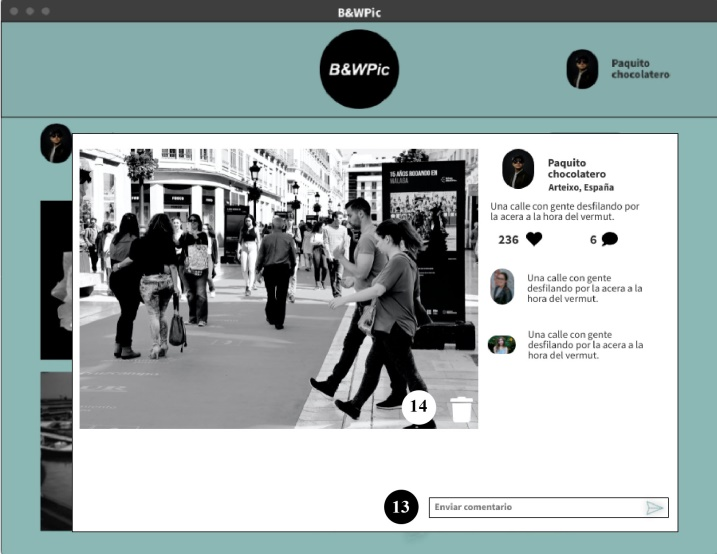 B&WPic
B&WPic
Paquito
chocolatero
15 AÑOS RODANDO EN
MÁLAGA
Paquito
chocolatero
Arteixo, España
Una calle con gente desfilando por
la acera a la hora del vermut.
236
6
Una calle con gente
desfilando por la acera a la
hora del vermut.
Una calle con gente
desfilando por la acera a la
hora del vermut.
14
13
Enviar comentario